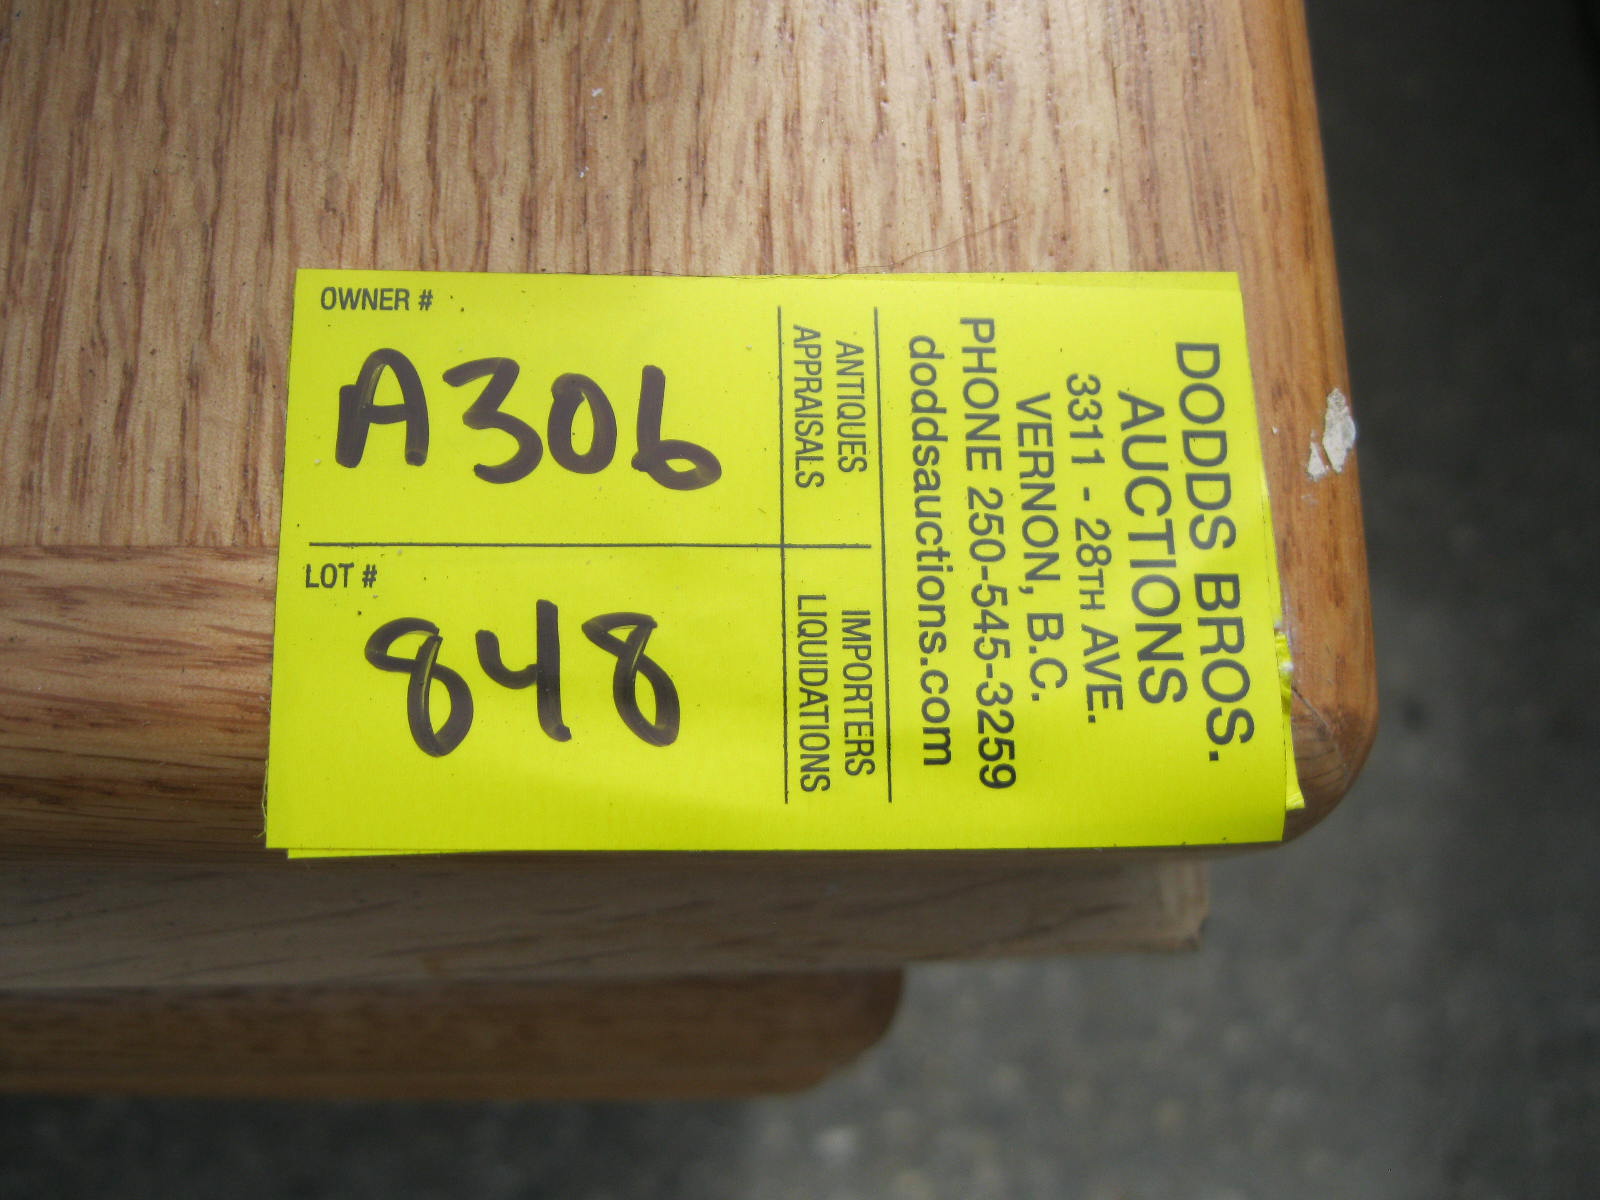 DODDS BROS.
AUCTIONS
3311 - 28TH AVE.
VERNON, B.C.
PHONE 250-545-3259
doddsauctions.com
ANTIQUES
APPRAISALS
IMPORTERS
LIQUIDATIONS
OWNER #
A306
LOT #
848